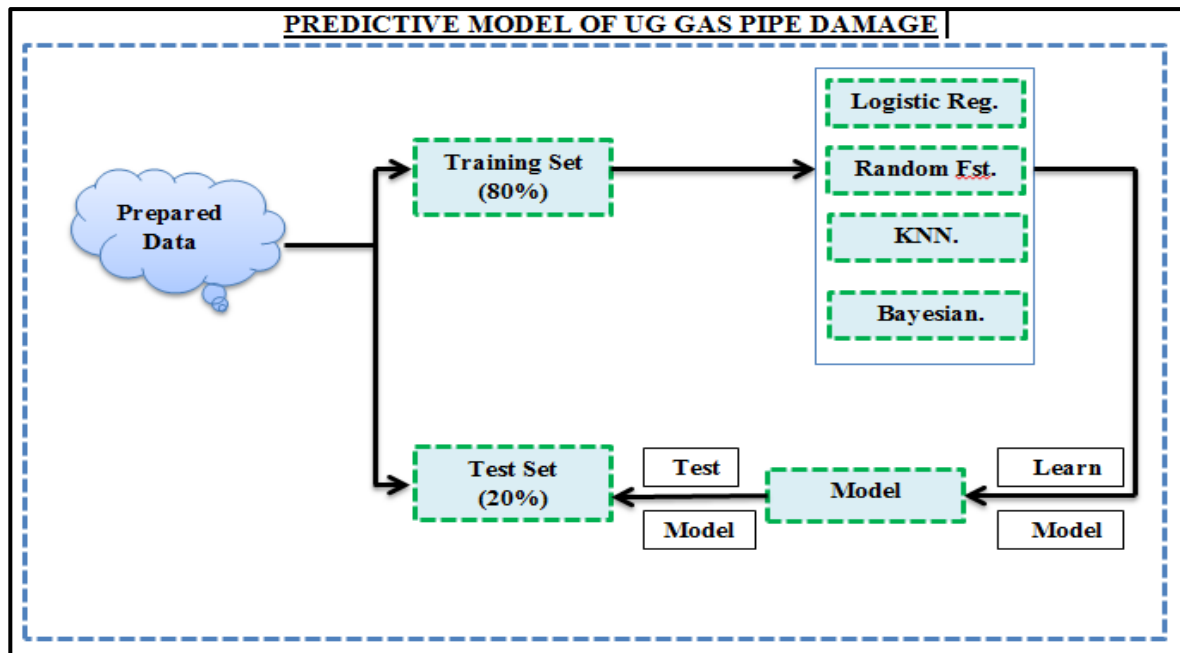 PREDICTIVE MODEL OF UG GAS PIPE DAMAGE
Prepared
Data
Training Set
(80%)
Logistic Reg.
Random Fst.
KNN.
Bayesian.
Test Set
(20%)
Test
Model
Model
Learn
Model